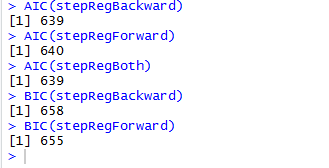 > AIC(stepRegBackward)
[1] 639
> AIC(stepRegForward)
[1] 640
> AIC(stepRegBoth)
[1] 639
> BIC(stepRegBackward)
[1] 658
> BIC(stepRegForward)
[1] 655
>